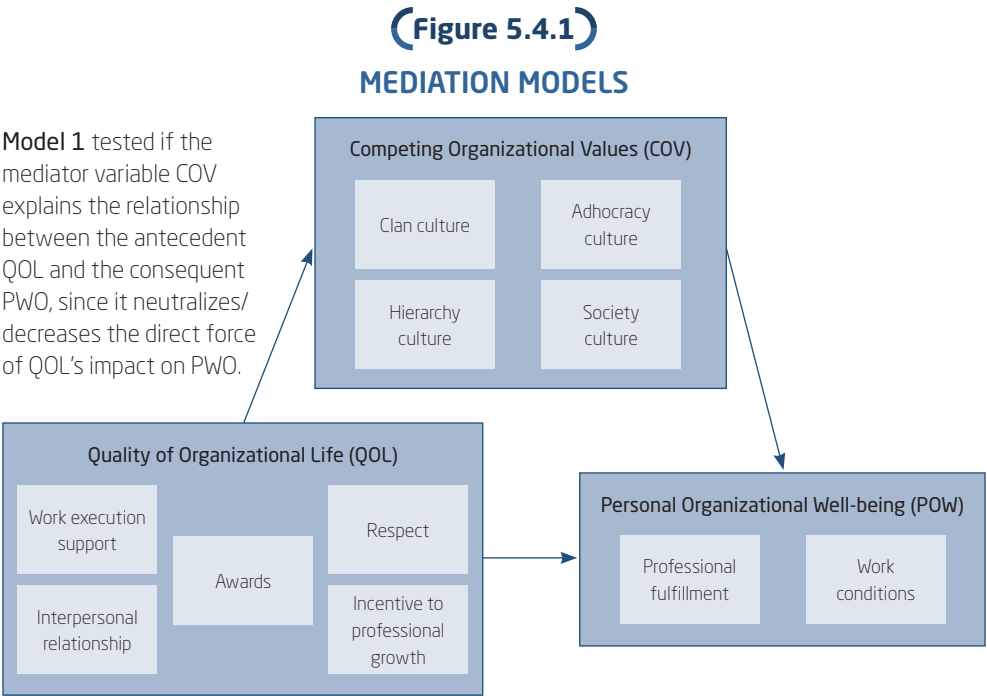 Figure 5.4.1
MEDIATION MODELS
Model 1 tested if the
mediator variable COV
explains the relationship
between the antecedent
QOL and the consequent
PWO, since it neutralizes/
decreases the direct force
of QOL's impact on PWO.
Competing Organizational Values (COV)
Clan culture
Adhocracy
culture
Hierarchy
culture
Society
culture
Quality of Organizational Life (QOL)
Work execution
support
Awards
Respect
Interpersonal
relationship
Incentive to
professional
growth
Personal Organizational Well-being (POW)
Professional
fulfillment
Work
conditions